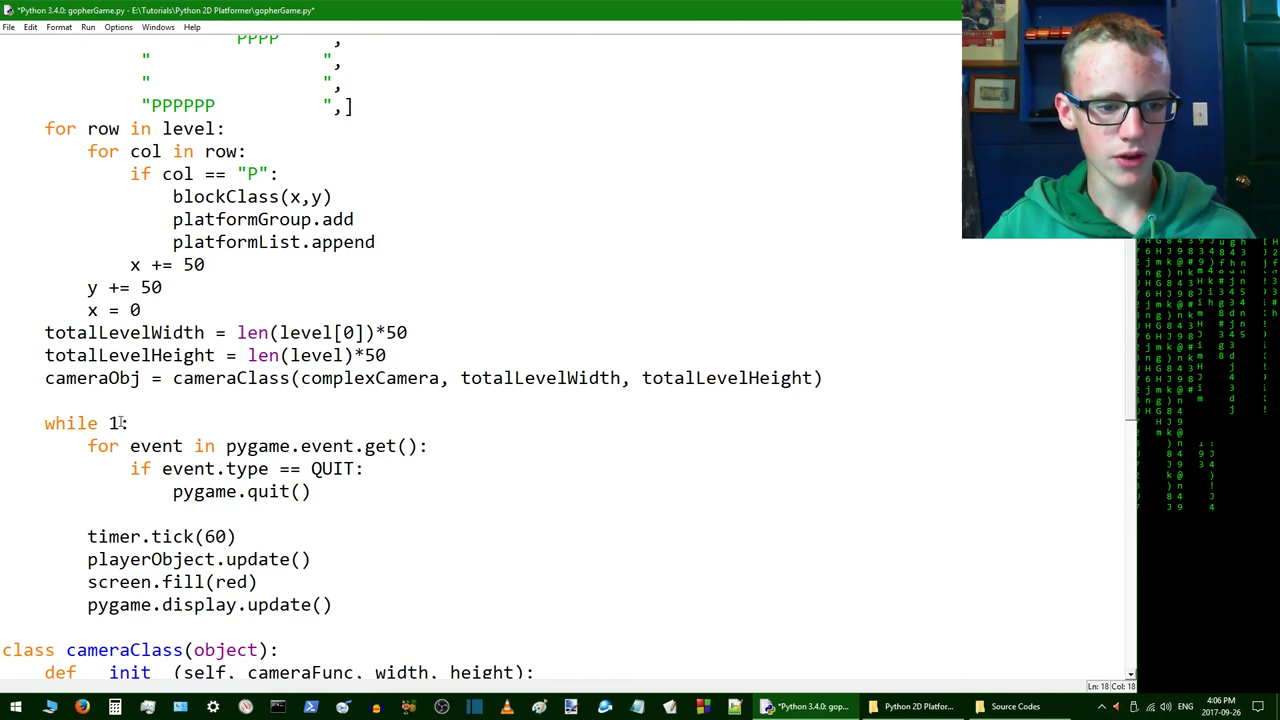 *Python 3.4.0: gopherGame.py - E:\Tutorials\Python 2D Platformer\gopherGame.py*
File Edit Format Run Options Windows Help
PPPP    ",
"                ",
"                ",
"PPPPPP          ",]
for row in level:
for col in row:
if col == "P":
blockClass(x,y)
platformGroup.add
platformList.append
x += 50
y += 50
x = 0
totalLevelWidth = len(level[0])*50
totalLevelHeight = len(level)*50
cameraObj = cameraClass(complexCamera, totalLevelWidth, totalLevelHeight)
while 1:
for event in pygame.event.get():
if event.type == QUIT:
pygame.quit()
timer.tick(60)
playerObject.update()
screen.fill(red)
pygame.display.update()
class cameraClass(object):
def __init__(self, cameraFunc, width, height):
Ln: 18 Col: 18
*Python 3.4.0: gop... Python 2D Platfor... Source Codes ENG 4:06 PM
2017-09-26